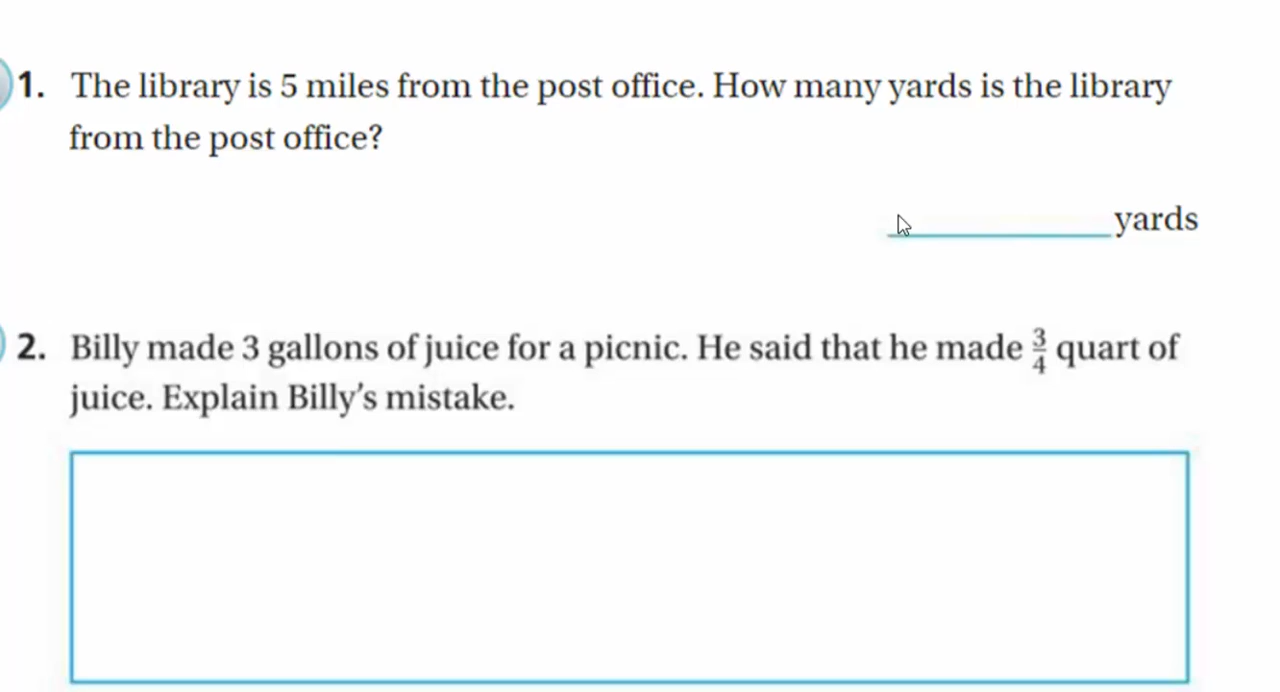 1. The library is 5 miles from the post office. How many yards is the library
from the post office?
yards
2. Billy made 3 gallons of juice for a picnic. He said that he made 3/4 quart of
juice. Explain Billy’s mistake.